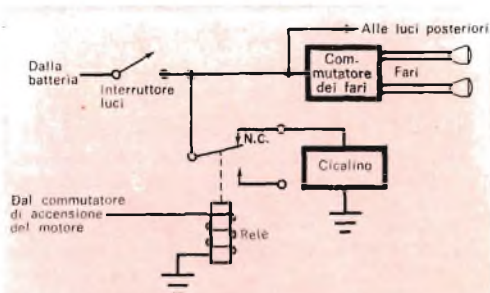 Alle luci posteriori
Dalla
batteria
Interruttore
luci
Com-
mutatore
dei fari
Fari
N.C.
Cicalino
Dal commutatore
di accensione
del motore
Relè